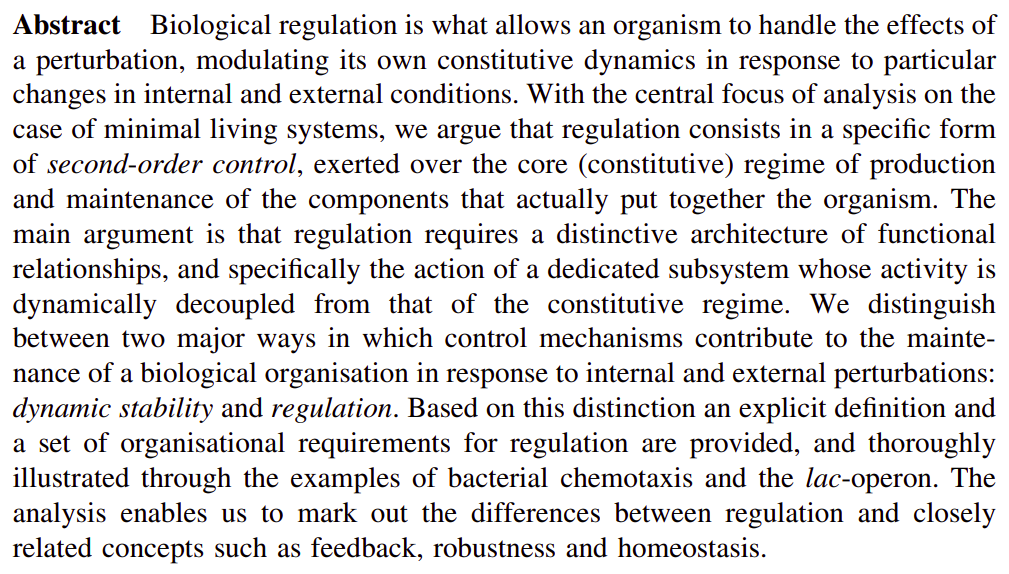 Abstract Biological regulation is what allows an organism to handle the effects of
a perturbation, modulating its own constitutive dynamics in response to particular
changes in internal and external conditions. With the central focus of analysis on the
case of minimal living systems, we argue that regulation consists in a specific form
of second-order control, exerted over the core (constitutive) regime of production
and maintenance of the components that actually put together the organism. The
main argument is that regulation requires a distinctive architecture of functional
relationships, and specifically the action of a dedicated subsystem whose activity is
dynamically decoupled from that of the constitutive regime. We distinguish
between two major ways in which control mechanisms contribute to the mainte-
nance of a biological organisation in response to internal and external perturbations:
dynamic stability and regulation. Based on this distinction an explicit definition and
a set of organisational requirements for regulation are provided, and thoroughly
illustrated through the examples of bacterial chemotaxis and the lac-operon. The
analysis enables us to mark out the differences between regulation and closely
related concepts such as feedback, robustness and homeostasis.